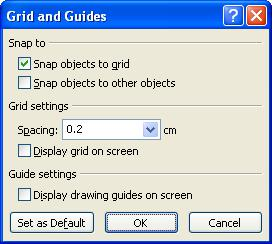 Grid and Guides
Snap to
Snap objects to grid
Snap objects to other objects
Grid settings
Spacing: 0.2 cm
Display grid on screen
Guide settings
Display drawing guides on screen
Set as Default OK Cancel